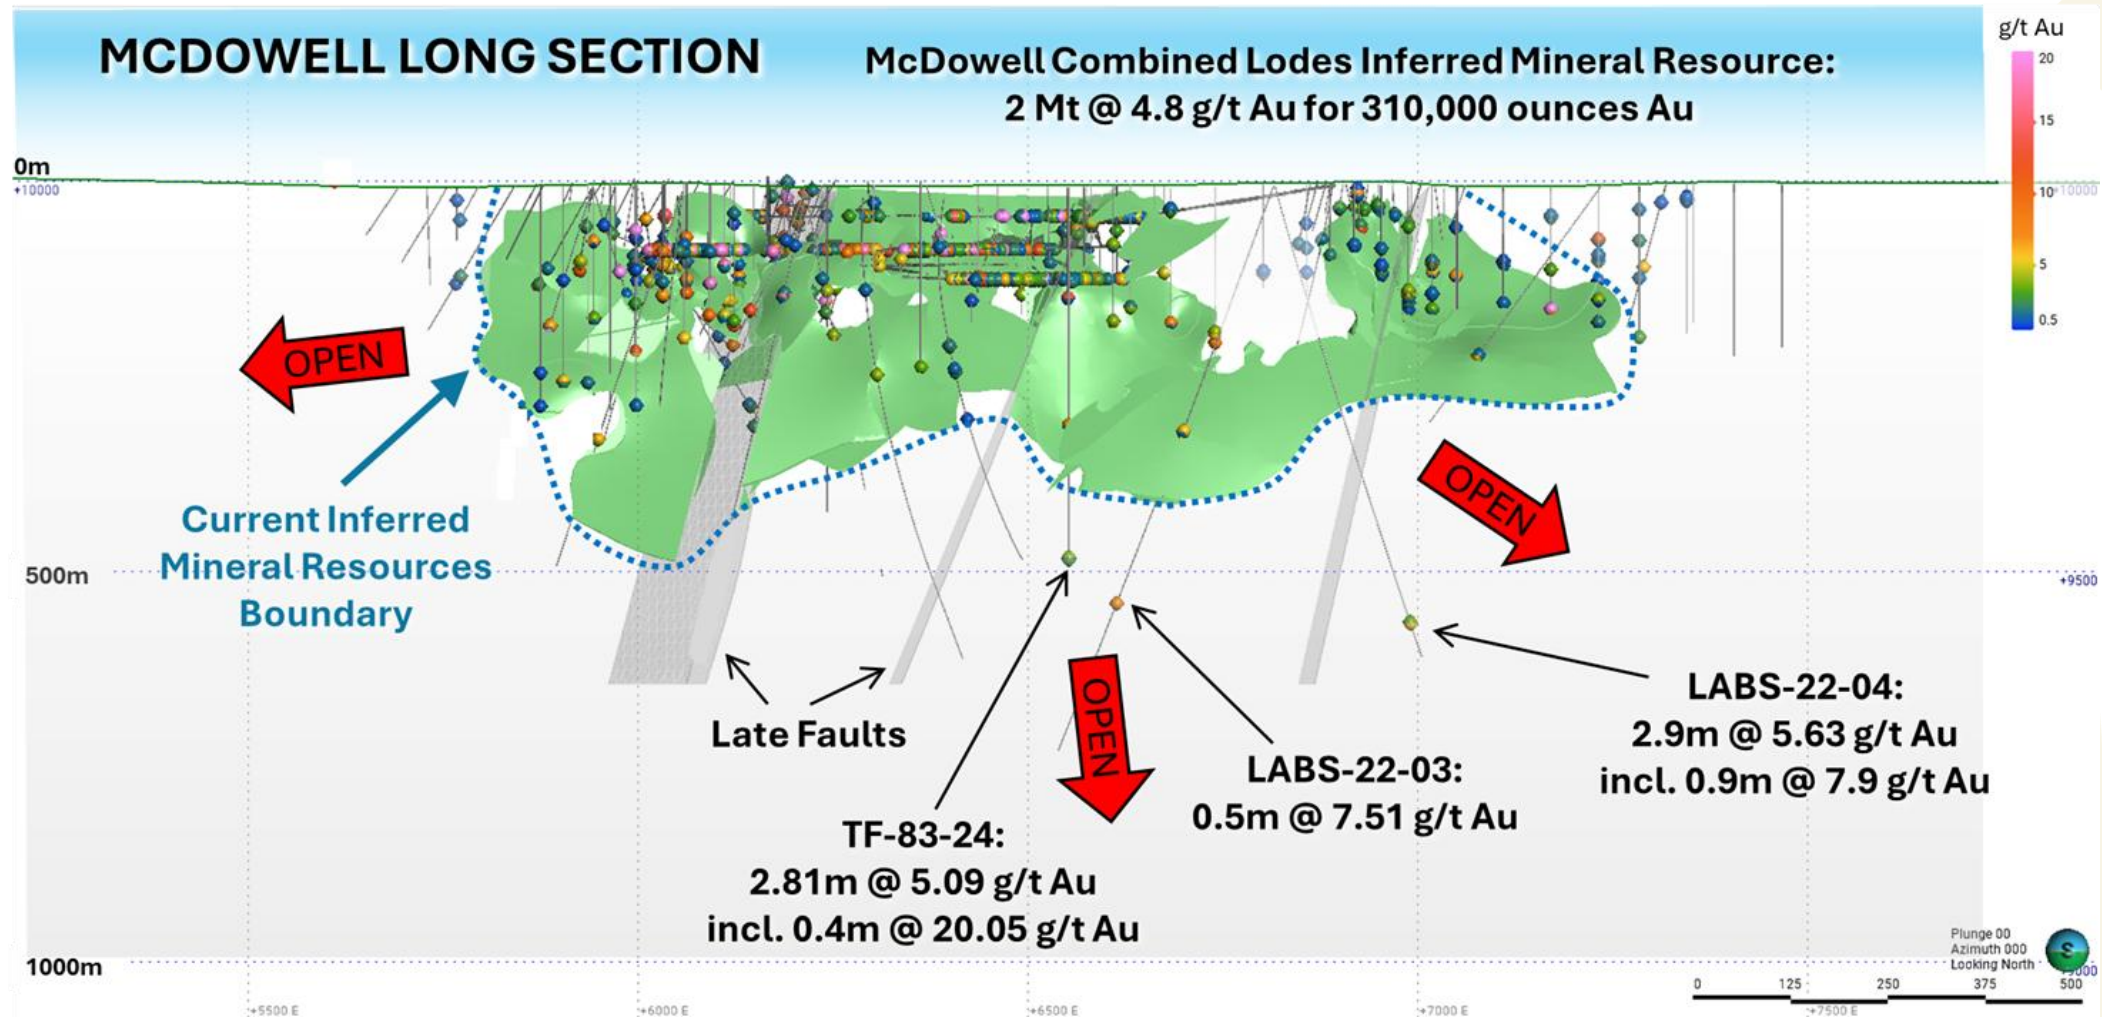 MCDOWELL LONG SECTION
McDowell Combined Lodes Inferred Mineral Resource:
2 Mt @ 4.8 g/t Au for 310,000 ounces Au
g/t Au
20
15
10
5
0.5
0m
+10000
+10000
OPEN
Current Inferred
Mineral Resources
Boundary
OPEN
500m
+9500
Late Faults
OPEN
TF-83-24:
2.81m @ 5.09 g/t Au
incl. 0.4m @ 20.05 g/t Au
LABS-22-03:
0.5m @ 7.51 g/t Au
LABS-22-04:
2.9m @ 5.63 g/t Au
incl. 0.9m @ 7.9 g/t Au
1000m
Plunge 00
Azimuth 000
Looking North
S
0 125 250 375 500
+5500 E
+6000 E
+6500 E
+7000 E
+7500 E